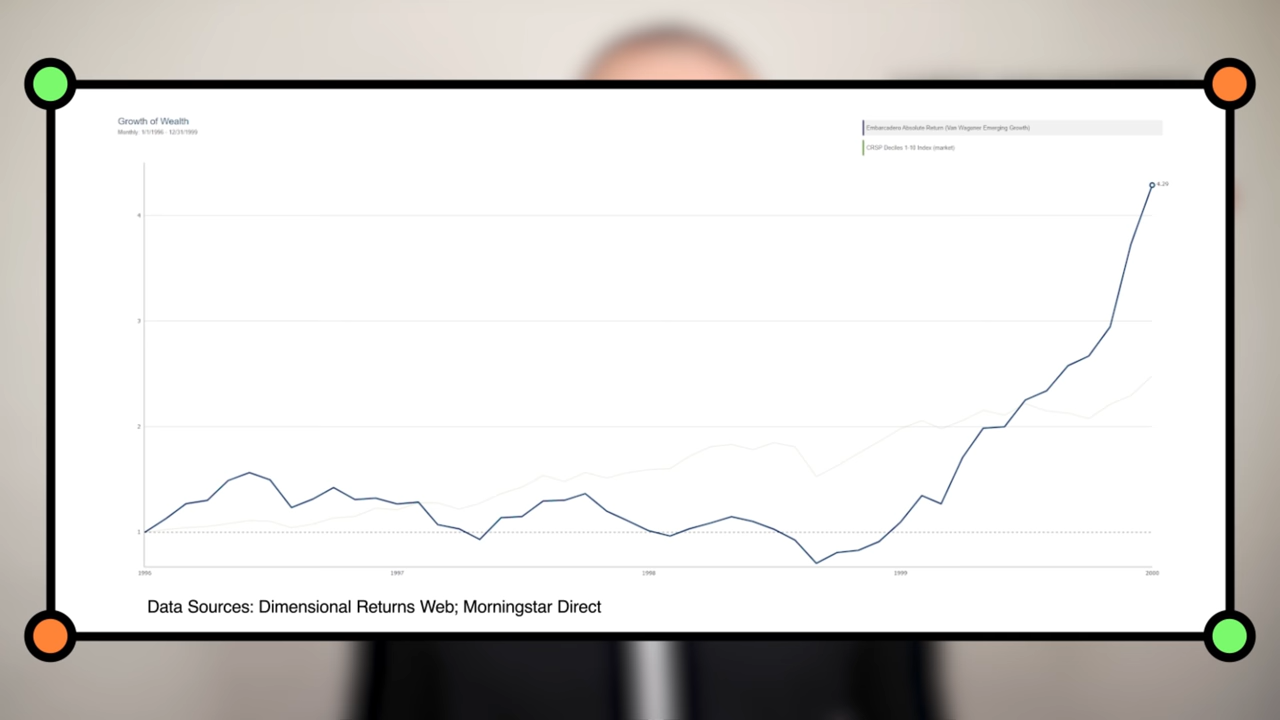 Growth of Wealth
Monthly: 1/1/1996 - 12/31/1999
Embarcadero Absolute Return (Van Wagoner Emerging Growth)
CRSP Deciles 1-10 Index (market)
4.29
4
3
2
1
1996
1997
1998
1999
2000
Data Sources: Dimensional Returns Web; Morningstar Direct